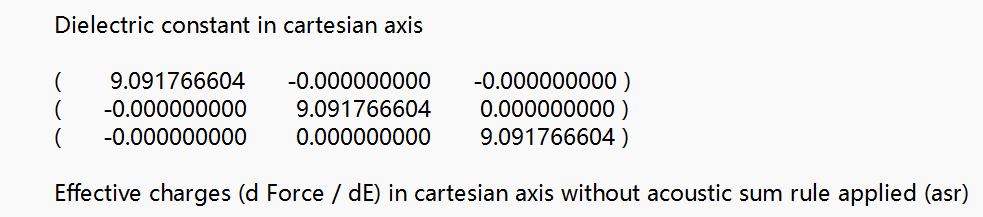 Dielectric constant in cartesian axis
( 9.091766604 -0.000000000 -0.000000000 )
( -0.000000000 9.091766604 0.000000000 )
( -0.000000000 0.000000000 9.091766604 )
Effective charges (d Force / dE) in cartesian axis without acoustic sum rule applied (asr)